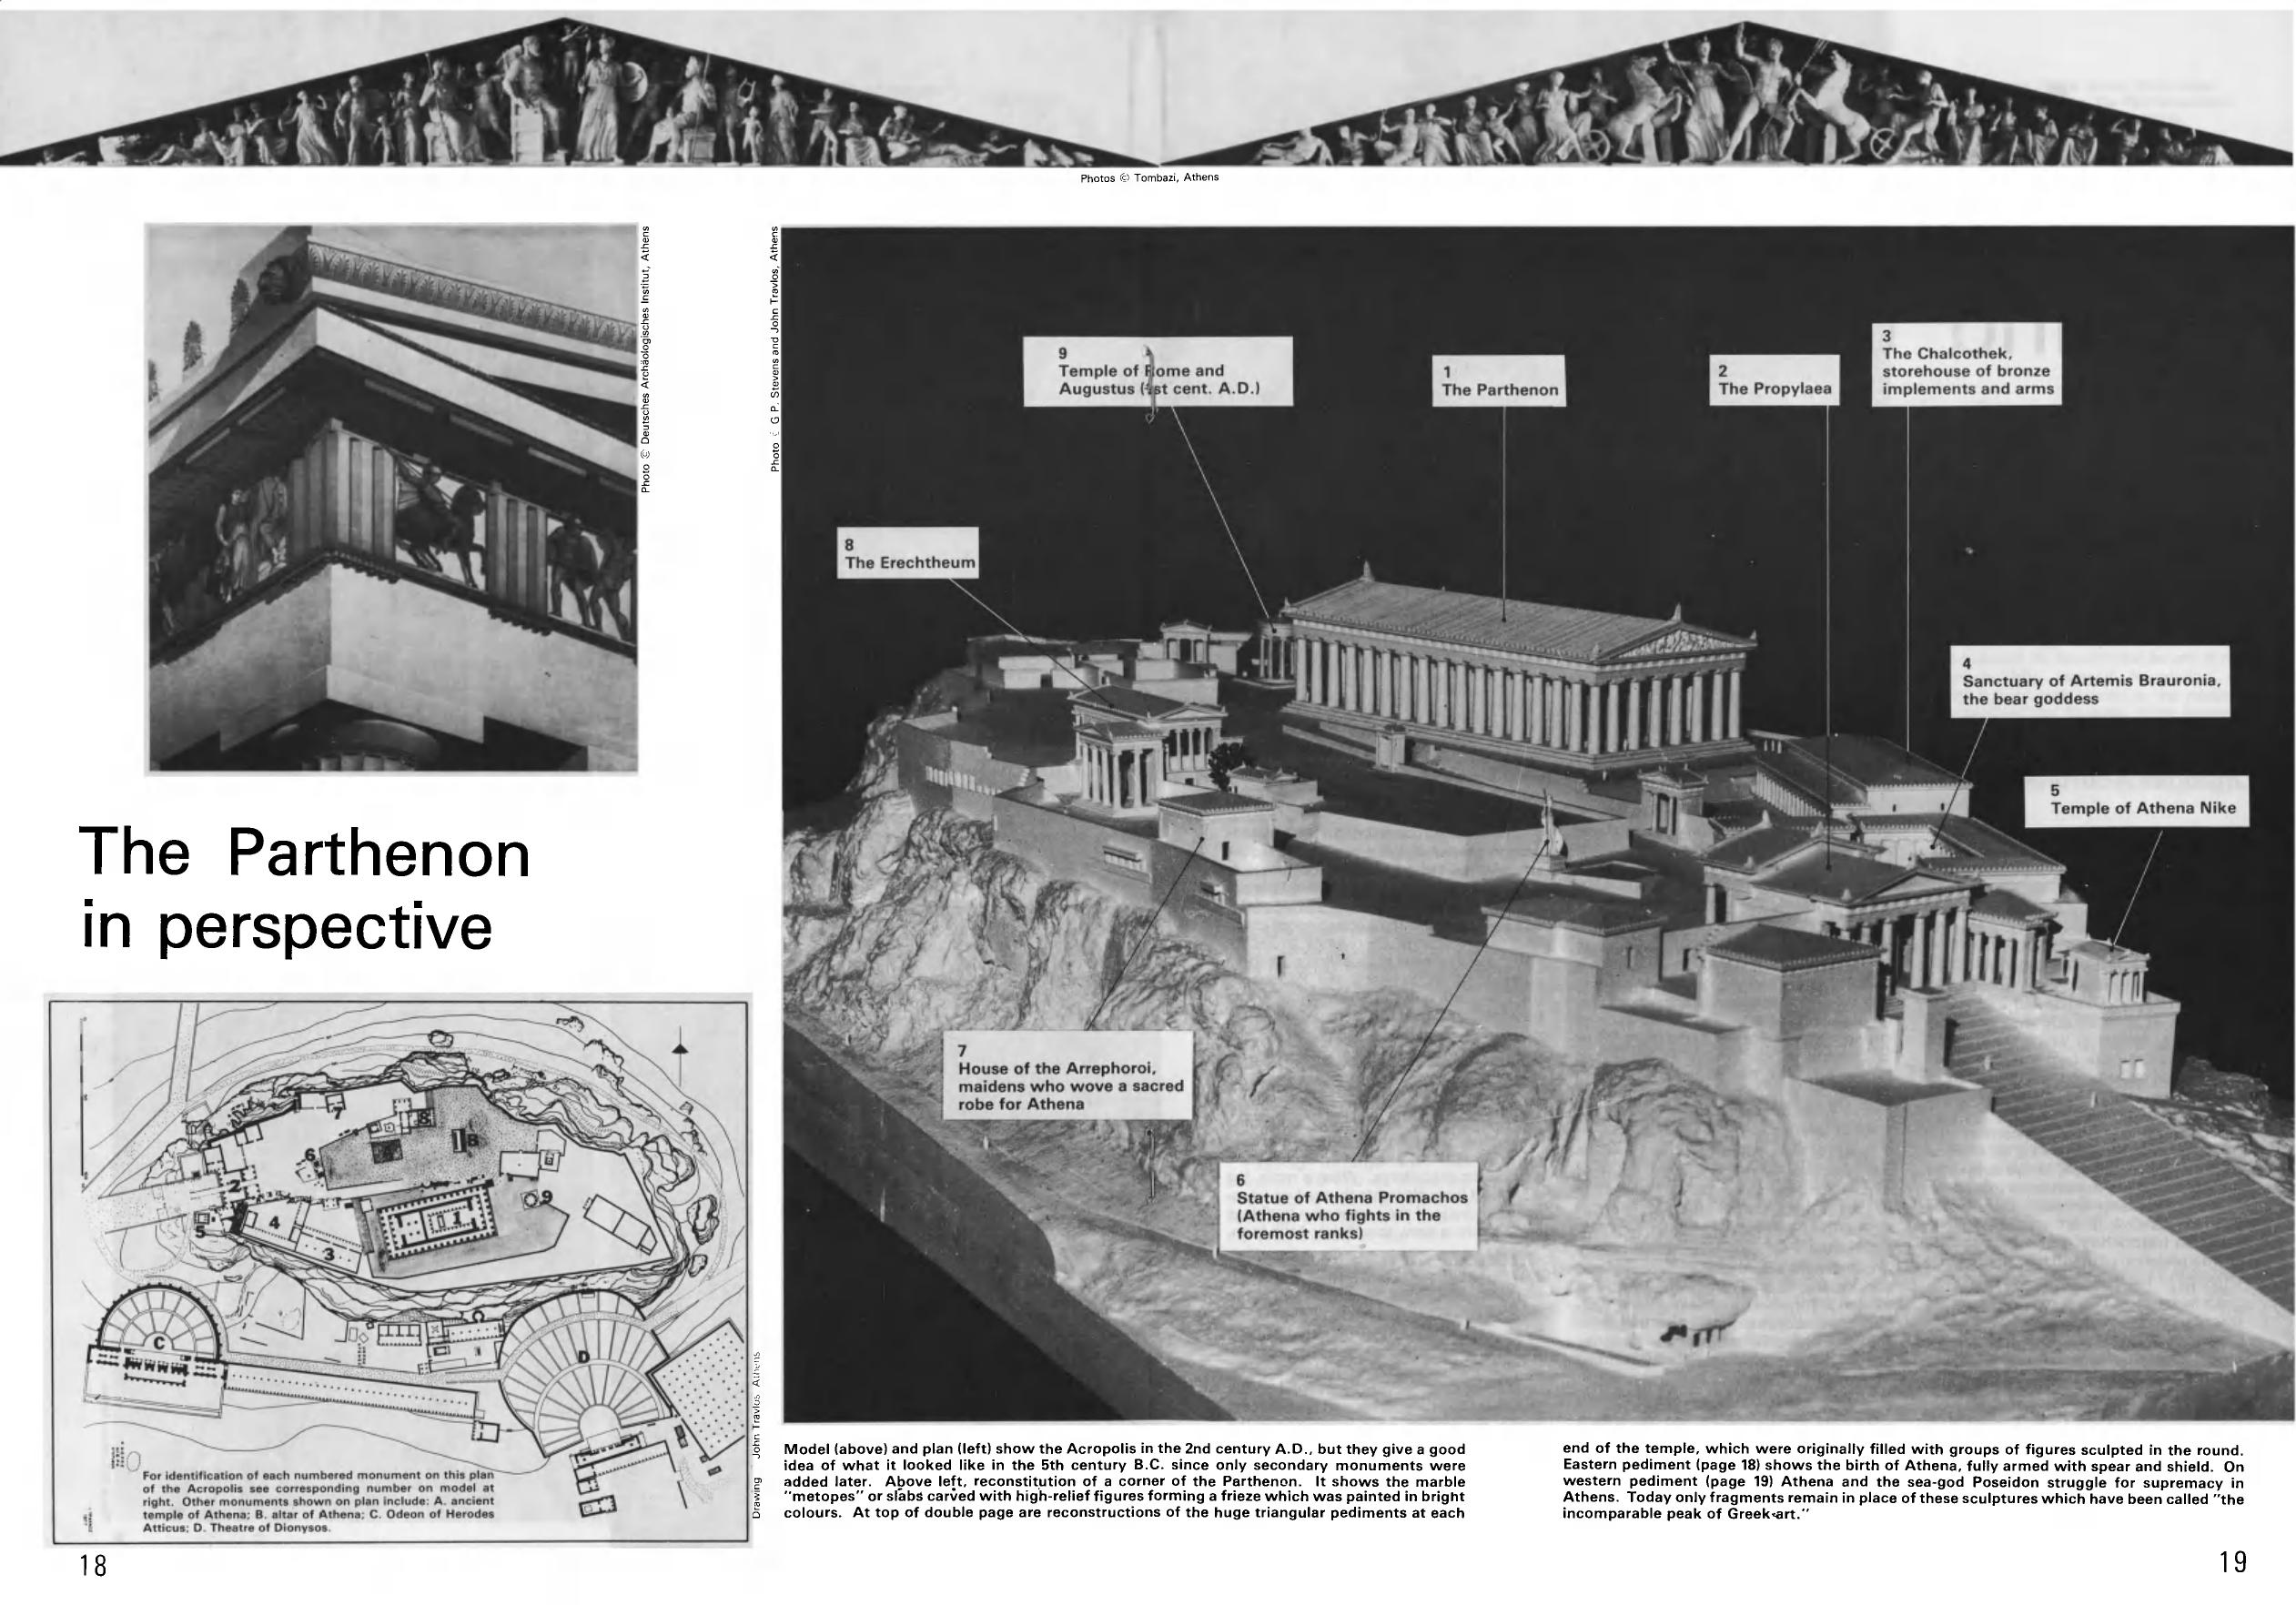 Photos © Tombazi, Athens
Photo © Deutsches Archäologisches Institut, Athens
Photo © G P. Stevens and John Travlos, Athens
The Parthenon
in perspective
9
Temple of Rome and
Augustus (1st cent. A.D.)
1
The Parthenon
2
The Propylaea
3
The Chalcothek,
storehouse of bronze
implements and arms
8
The Erechtheum
4
Sanctuary of Artemis Brauronia,
the bear goddess
5
Temple of Athena Nike
7
House of the Arrephoroi,
maidens who wove a sacred
robe for Athena
6
Statue of Athena Promachos
(Athena who fights in the
foremost ranks)
7
8
B
6
2
9
1
5
4
3
C
D
For identification of each numbered monument on this plan
of the Acropolis see corresponding number on model at
right. Other monuments shown on plan include: A. ancient
temple of Athena; B. altar of Athena; C. Odeon of Herodes
Atticus; D. Theatre of Dionysos.
Drawing John Travlos Athens
Model (above) and plan (left) show the Acropolis in the 2nd century A.D., but they give a good
idea of what it looked like in the 5th century B.C. since only secondary monuments were
added later. Above left, reconstitution of a corner of the Parthenon. It shows the marble
"metopes" or slabs carved with high-relief figures forming a frieze which was painted in bright
colours. At top of double page are reconstructions of the huge triangular pediments at each
end of the temple, which were originally filled with groups of figures sculpted in the round.
Eastern pediment (page 18) shows the birth of Athena, fully armed with spear and shield. On
western pediment (page 19) Athena and the sea-god Poseidon struggle for supremacy in
Athens. Today only fragments remain in place of these sculptures which have been called "the
incomparable peak of Greek art."
18
19